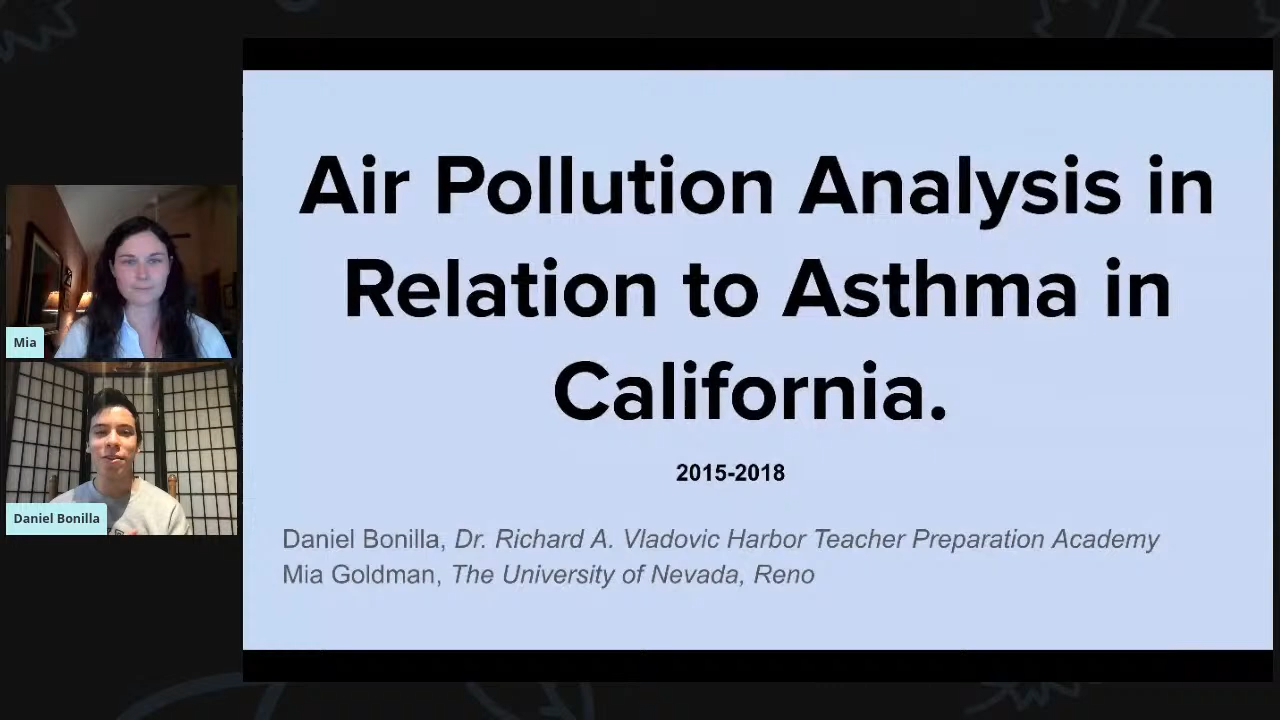 Air Pollution Analysis in
Relation to Asthma in
California.
2015-2018
Daniel Bonilla, Dr. Richard A. Vladovic Harbor Teacher Preparation Academy
Mia Goldman, The University of Nevada, Reno
Mia
Daniel Bonilla